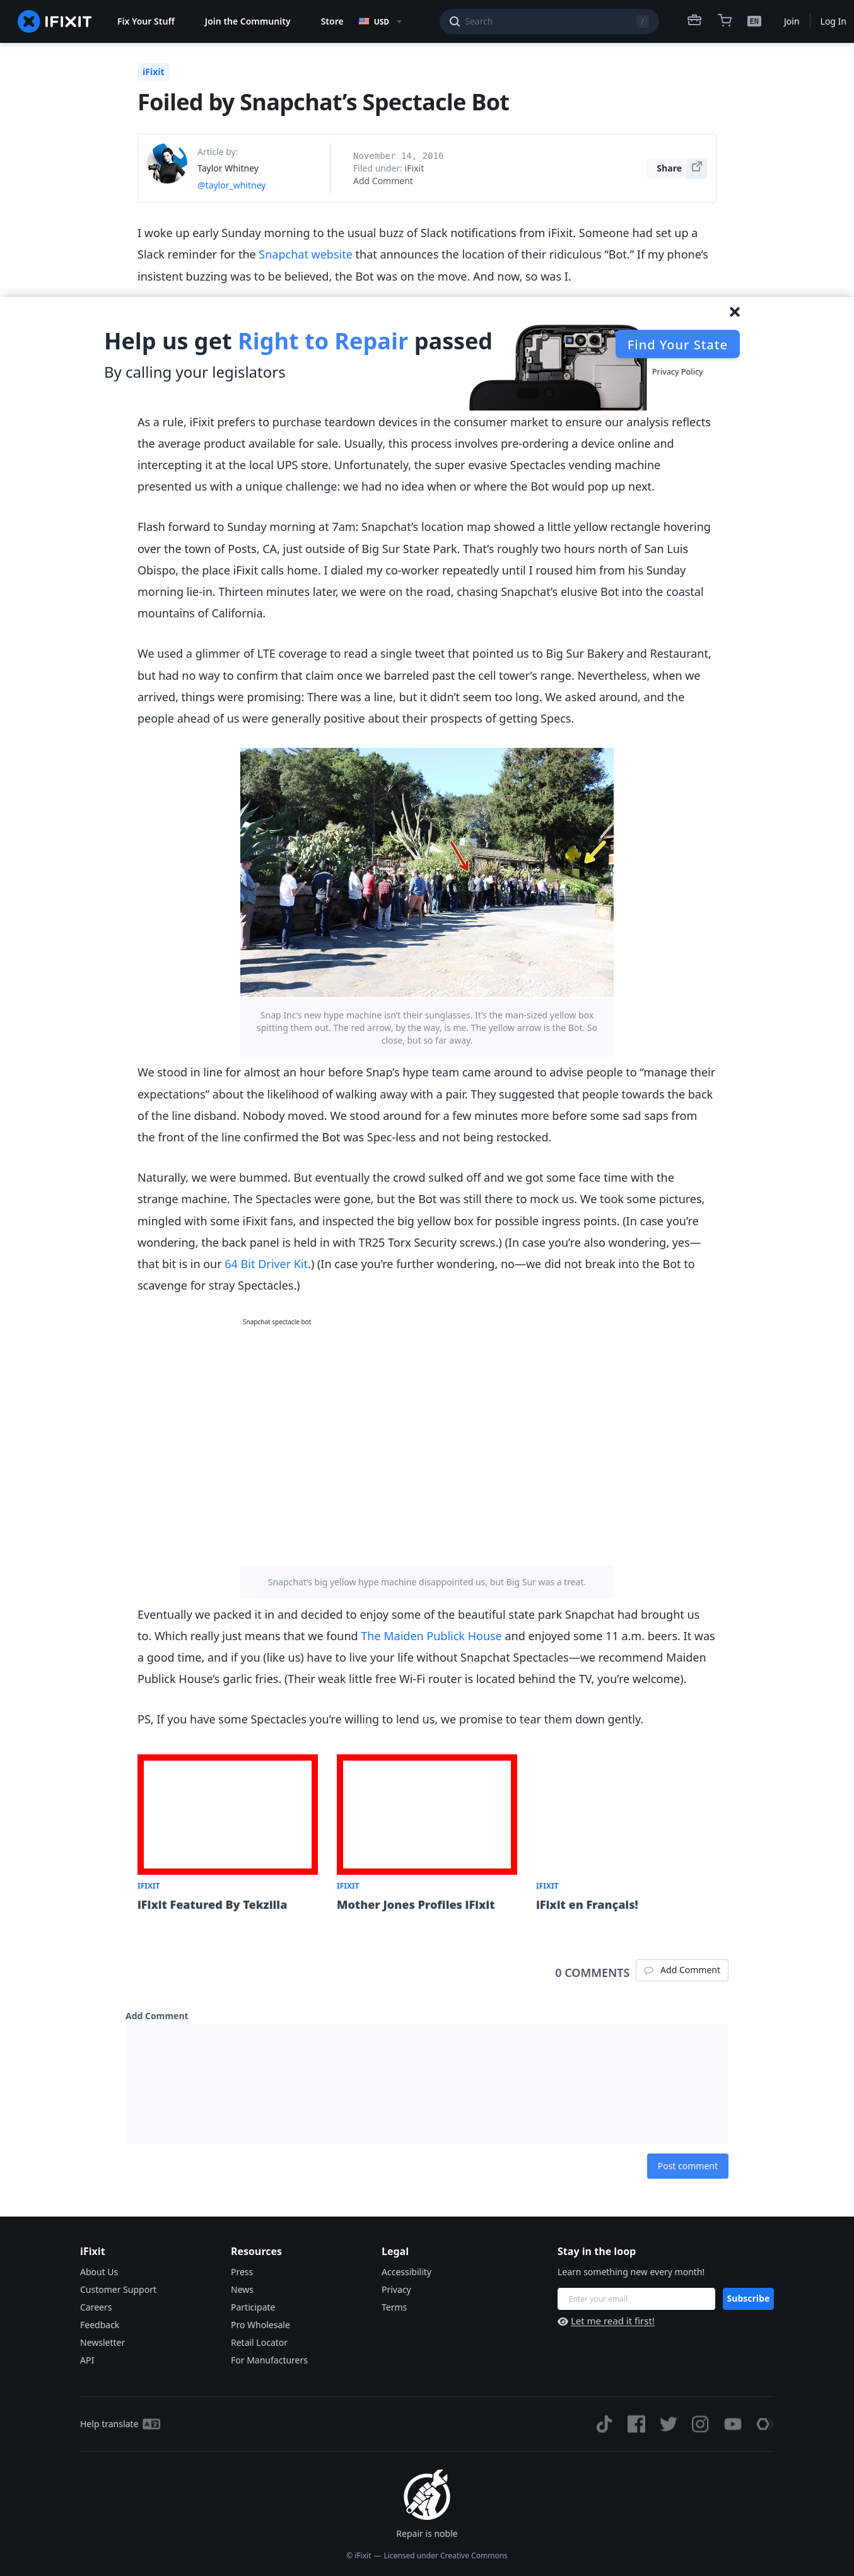 IFIXIT
Fix Your Stuff
Join the Community
Store
USD
Search
/
EN
Join
Log In
iFixit
Foiled by Snapchat’s Spectacle Bot
Article by:
Taylor Whitney
@taylor_whitney
November 14, 2016
Filed under: iFixit
Add Comment
Share
I woke up early Sunday morning to the usual buzz of Slack notifications from iFixit. Someone had set up a
Slack reminder for the Snapchat website that announces the location of their ridiculous “Bot.” If my phone’s
insistent buzzing was to be believed, the Bot was on the move. And now, so was I.
Help us get Right to Repair passed
By calling your legislators
Find Your State
Privacy Policy
As a rule, iFixit prefers to purchase teardown devices in the consumer market to ensure our analysis reflects
the average product available for sale. Usually, this process involves pre-ordering a device online and
intercepting it at the local UPS store. Unfortunately, the super evasive Spectacles vending machine
presented us with a unique challenge: we had no idea when or where the Bot would pop up next.
Flash forward to Sunday morning at 7am: Snapchat’s location map showed a little yellow rectangle hovering
over the town of Posts, CA, just outside of Big Sur State Park. That’s roughly two hours north of San Luis
Obispo, the place iFixit calls home. I dialed my co-worker repeatedly until I roused him from his Sunday
morning lie-in. Thirteen minutes later, we were on the road, chasing Snapchat’s elusive Bot into the coastal
mountains of California.
We used a glimmer of LTE coverage to read a single tweet that pointed us to Big Sur Bakery and Restaurant,
but had no way to confirm that claim once we barreled past the cell tower’s range. Nevertheless, when we
arrived, things were promising: There was a line, but it didn’t seem too long. We asked around, and the
people ahead of us were generally positive about their prospects of getting Specs.
Snap Inc’s new hype machine isn’t their sunglasses. It’s the man-sized yellow box
spitting them out. The red arrow, by the way, is me. The yellow arrow is the Bot. So
close, but so far away.
We stood in line for almost an hour before Snap’s hype team came around to advise people to “manage their
expectations” about the likelihood of walking away with a pair. They suggested that people towards the back
of the line disband. Nobody moved. We stood around for a few minutes more before some sad saps from
the front of the line confirmed the Bot was Spec-less and not being restocked.
Naturally, we were bummed. But eventually the crowd sulked off and we got some face time with the
strange machine. The Spectacles were gone, but the Bot was still there to mock us. We took some pictures,
mingled with some iFixit fans, and inspected the big yellow box for possible ingress points. (In case you’re
wondering, the back panel is held in with TR25 Torx Security screws.) (In case you’re also wondering, yes—
that bit is in our 64 Bit Driver Kit.) (In case you’re further wondering, no—we did not break into the Bot to
scavenge for stray Spectacles.)
Snapchat spectacle bot
Snapchat’s big yellow hype machine disappointed us, but Big Sur was a treat.
Eventually we packed it in and decided to enjoy some of the beautiful state park Snapchat had brought us
to. Which really just means that we found The Maiden Publick House and enjoyed some 11 a.m. beers. It was
a good time, and if you (like us) have to live your life without Snapchat Spectacles—we recommend Maiden
Publick House’s garlic fries. (Their weak little free Wi-Fi router is located behind the TV, you’re welcome).
PS, If you have some Spectacles you’re willing to lend us, we promise to tear them down gently.
IFIXIT
iFixit Featured By Tekzilla
IFIXIT
Mother Jones Profiles iFixit
IFIXIT
iFixit en Français!
0 COMMENTS
Add Comment
Add Comment
Post comment
iFixit
About Us
Customer Support
Careers
Feedback
Newsletter
API
Resources
Press
News
Participate
Pro Wholesale
Retail Locator
For Manufacturers
Legal
Accessibility
Privacy
Terms
Stay in the loop
Learn something new every month!
Enter your email
Subscribe
Let me read it first!
Help translate
Repair is noble
© iFixit — Licensed under Creative Commons